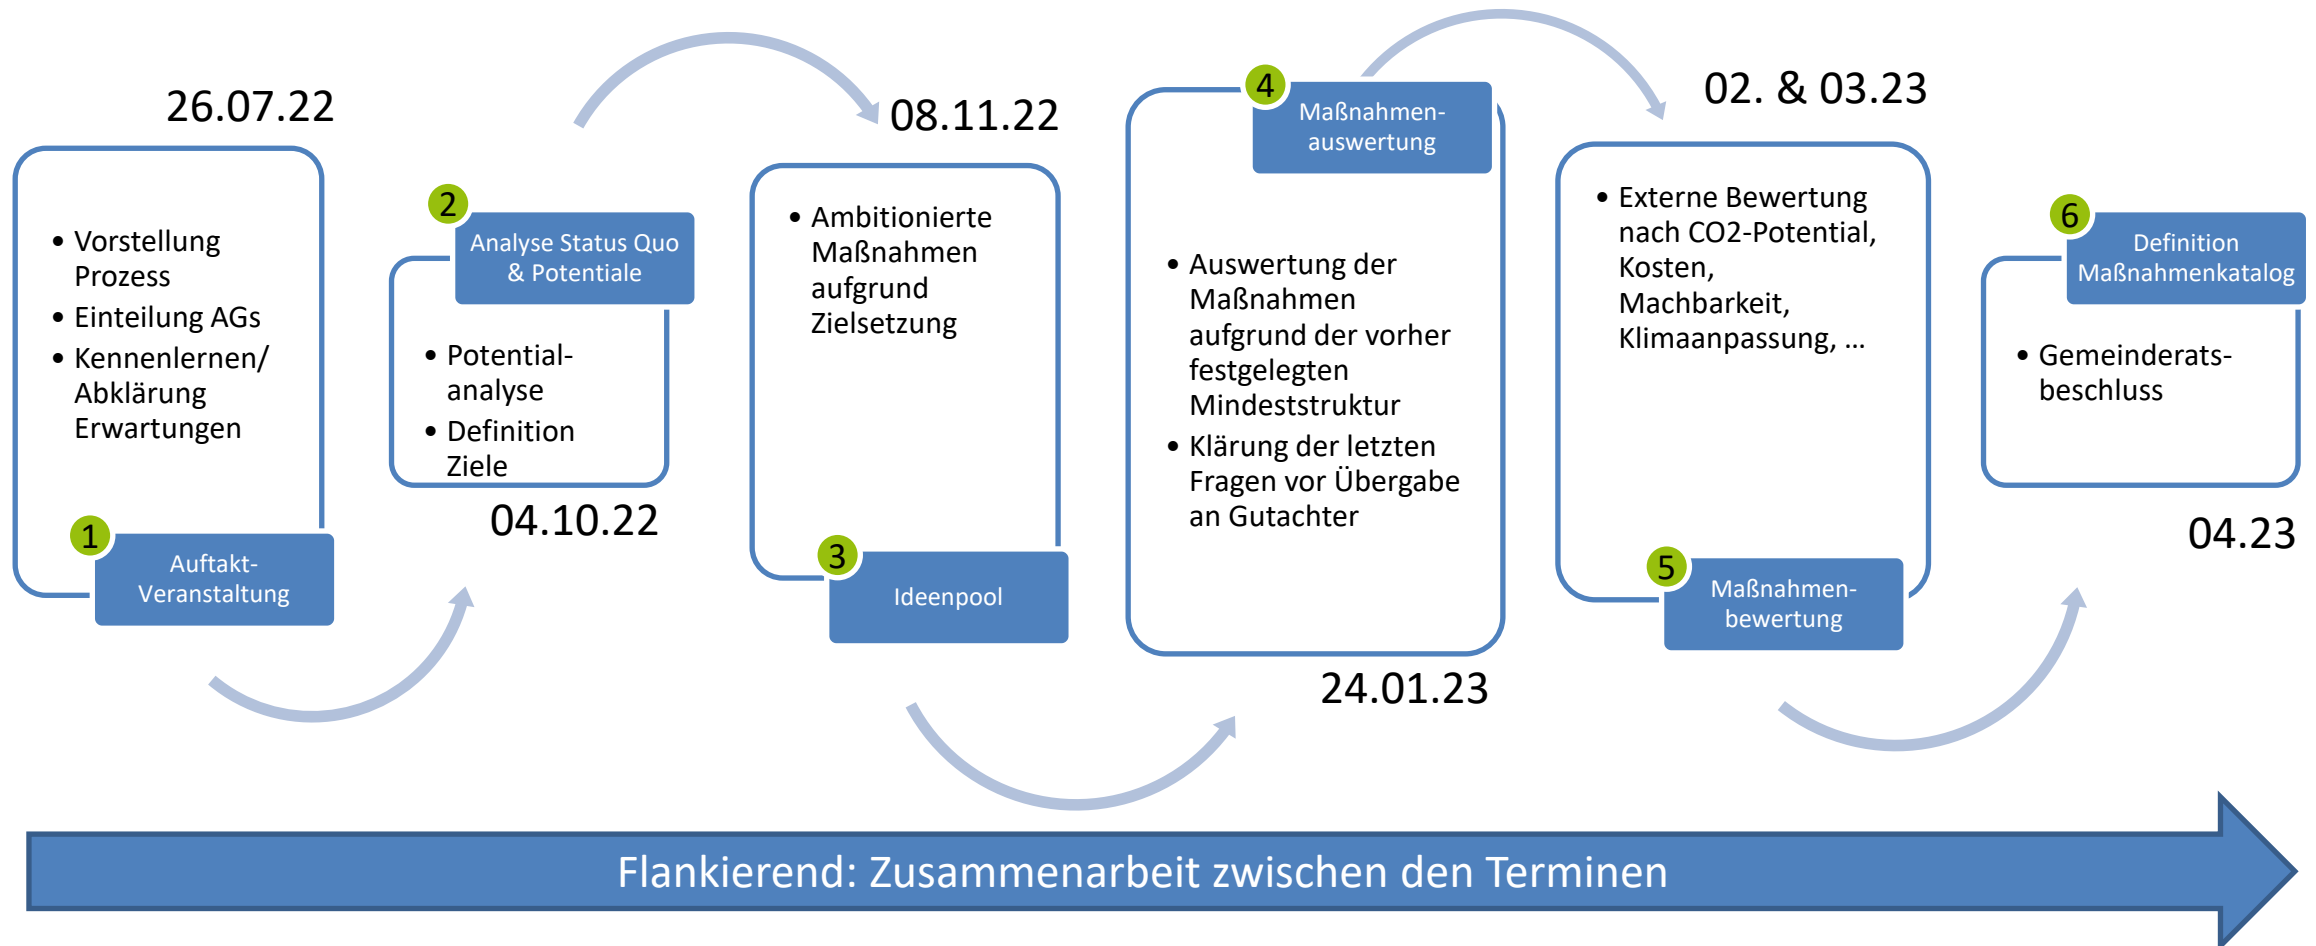 26.07.22
• Vorstellung
Prozess
• Einteilung AGs
• Kennenlernen/
Abklärung
Erwartungen
1
Auftakt-
Veranstaltung
2
Analyse Status Quo
& Potentiale
• Potential-
analyse
• Definition
Ziele
04.10.22
08.11.22
• Ambitionierte
Maßnahmen
aufgrund
Zielsetzung
3
Ideenpool
4
Maßnahmen-
auswertung
• Auswertung der
Maßnahmen
aufgrund der vorher
festgelegten
Mindeststruktur
• Klärung der letzten
Fragen vor Übergabe
an Gutachter
24.01.23
02. & 03.23
• Externe Bewertung
nach CO2-Potential,
Kosten,
Machbarkeit,
Klimaanpassung, ...
5
Maßnahmen-
bewertung
6
Definition
Maßnahmenkatalog
• Gemeinderats-
beschluss
04.23
Flankierend: Zusammenarbeit zwischen den Terminen